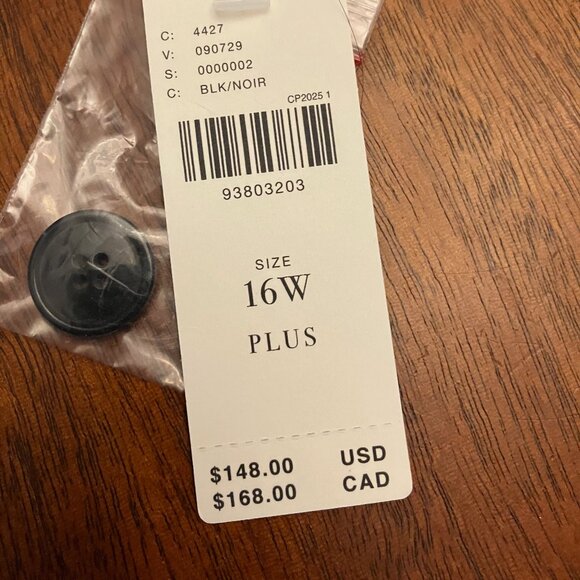 C: 4427
V: 090729
S: 0000002
C: BLK/NOIR
CP2025 1
93803203
SIZE
16W
PLUS
$148.00 USD
$168.00 CAD